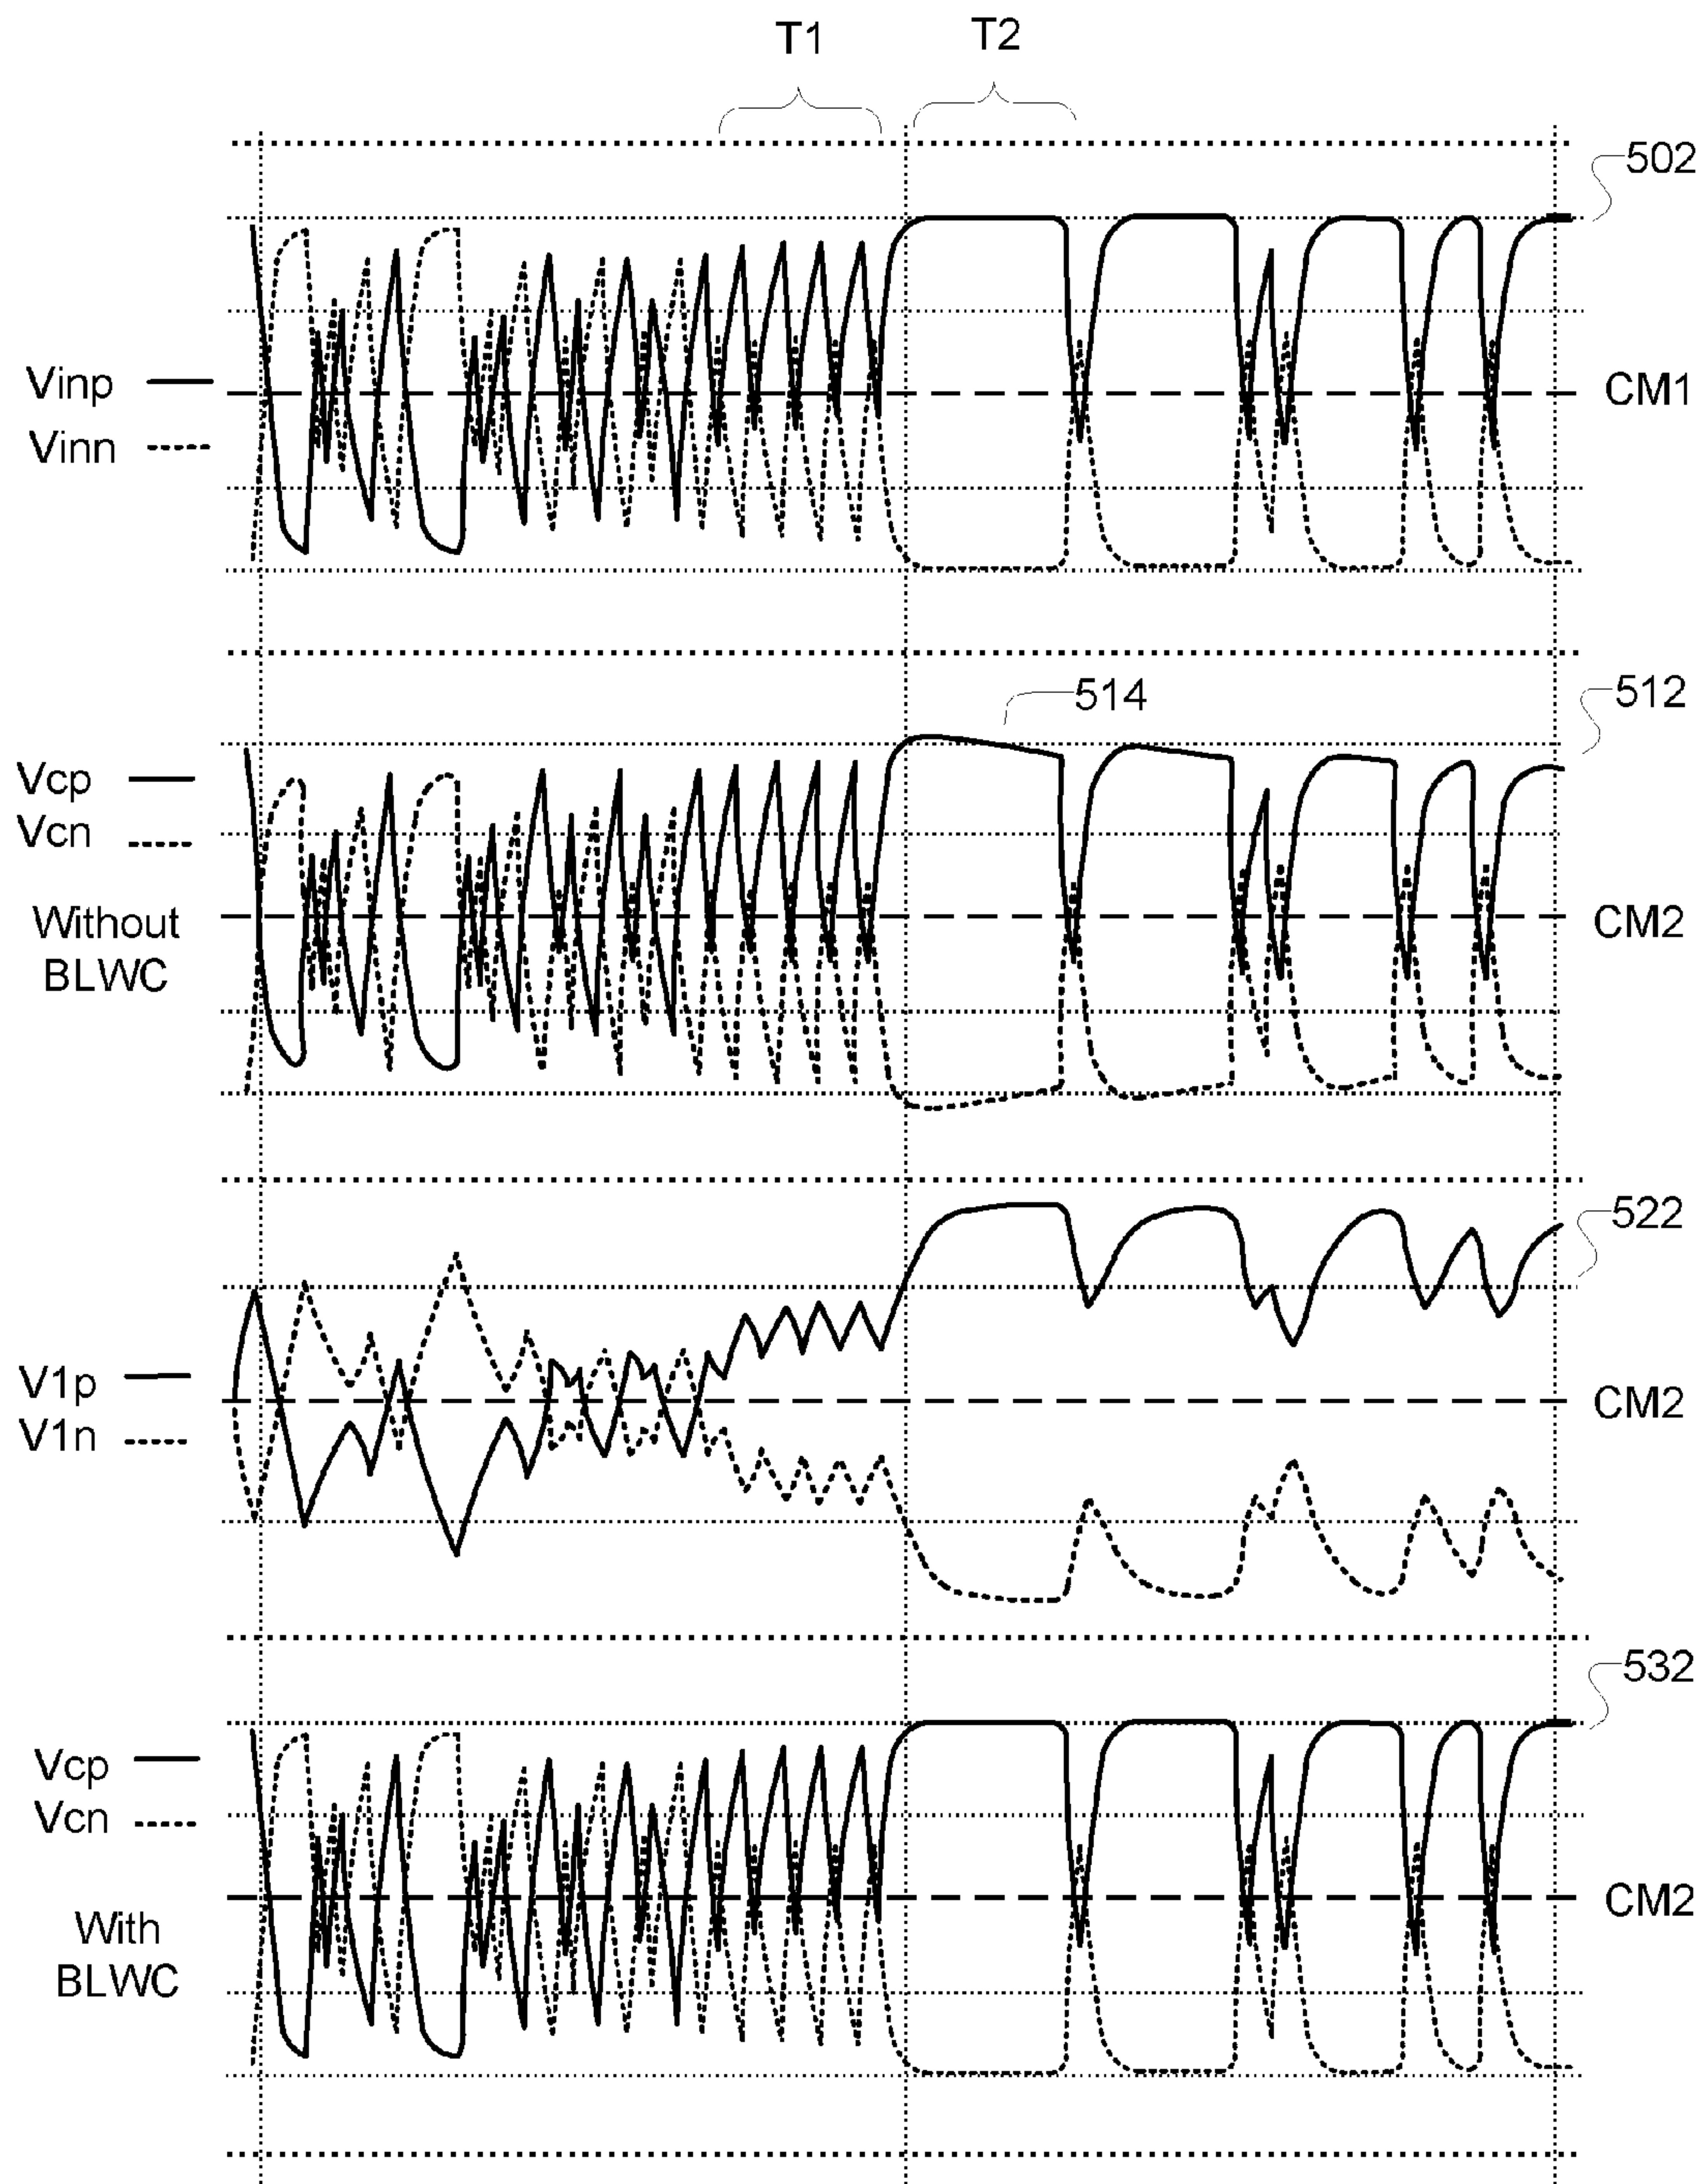 T1
T2
502
Vinp
CM1
Vinn
514
512
Vcp
Vcn
Without
BLWC
CM2
522
V1p
CM2
V1n
532
Vcp
Vcn
CM2
With
BLWC